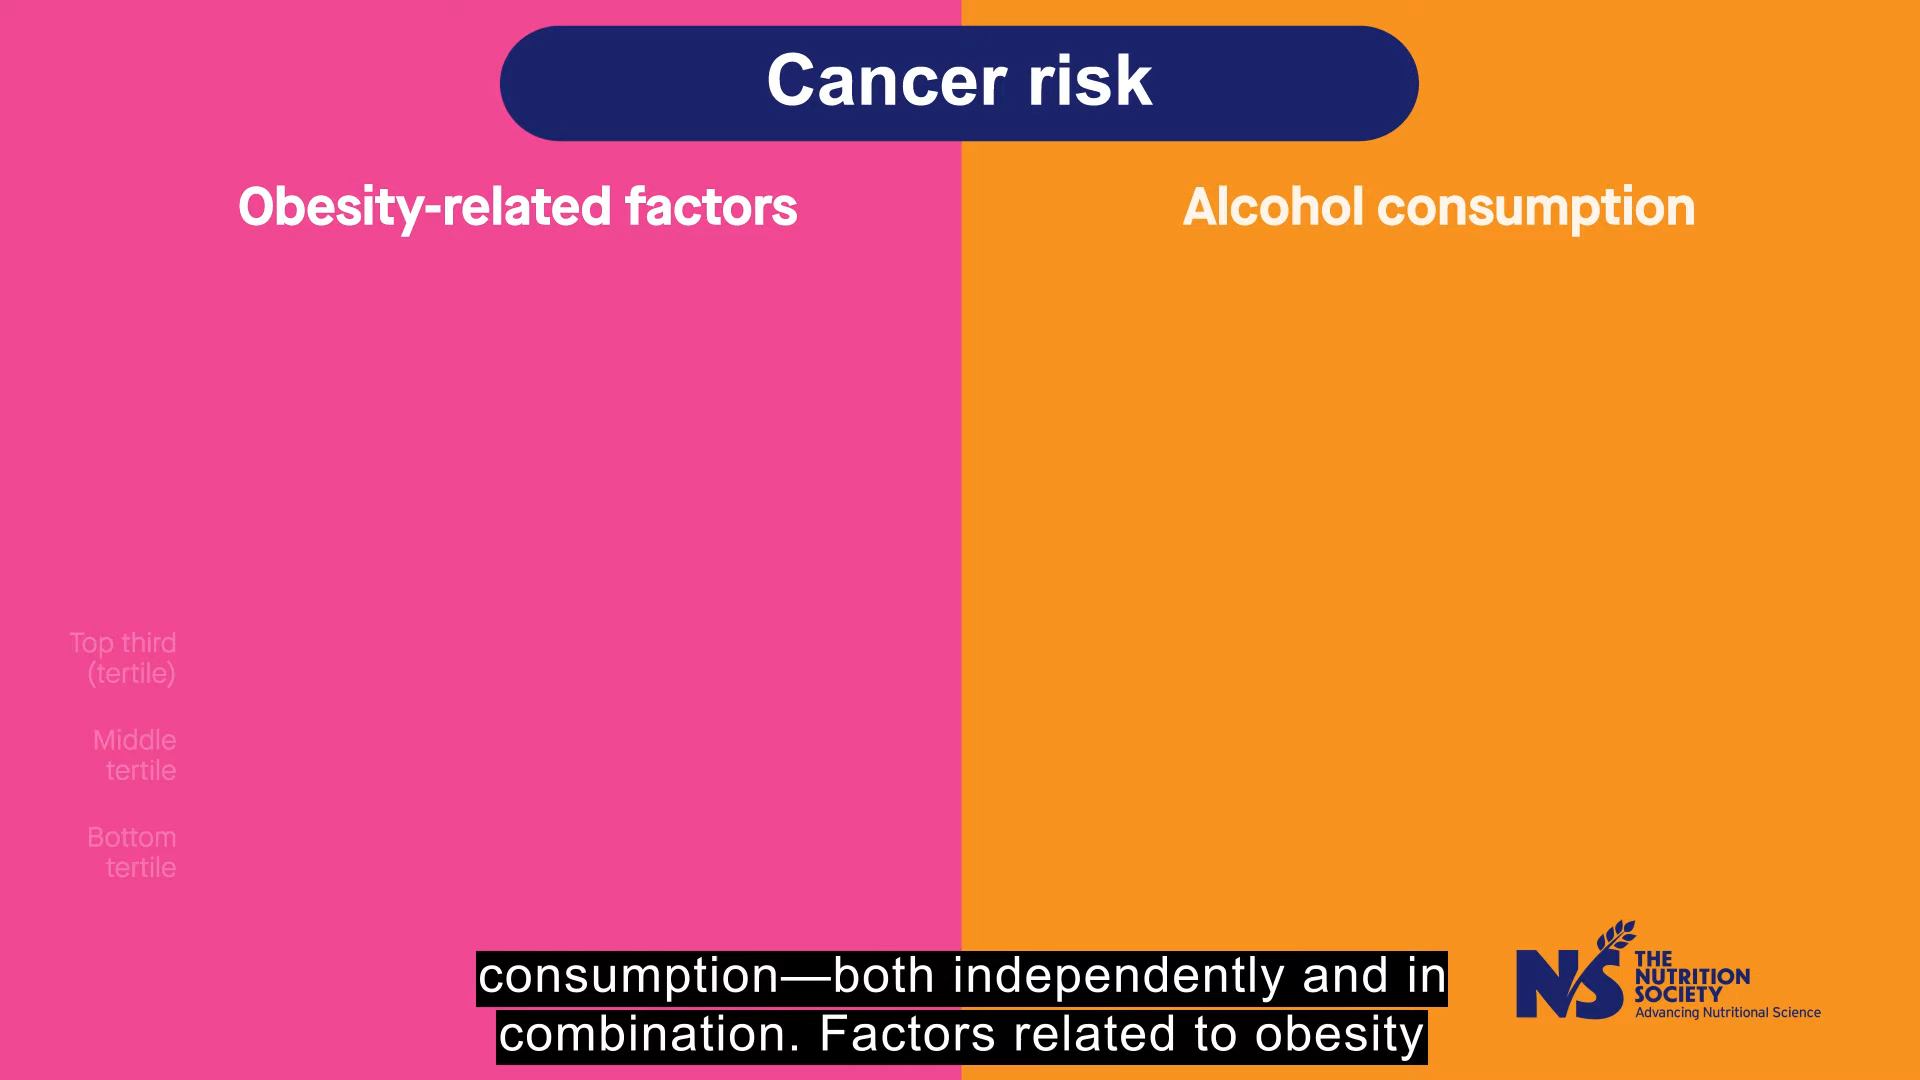 Cancer risk
Obesity-related factors
Alcohol consumption
Top third
(tertile)
Middle
tertile
Bottom
tertile
consumption—both independently and in
combination. Factors related to obesity
NS
THE
NUTRITION
SOCIETY
Advancing Nutritional Science